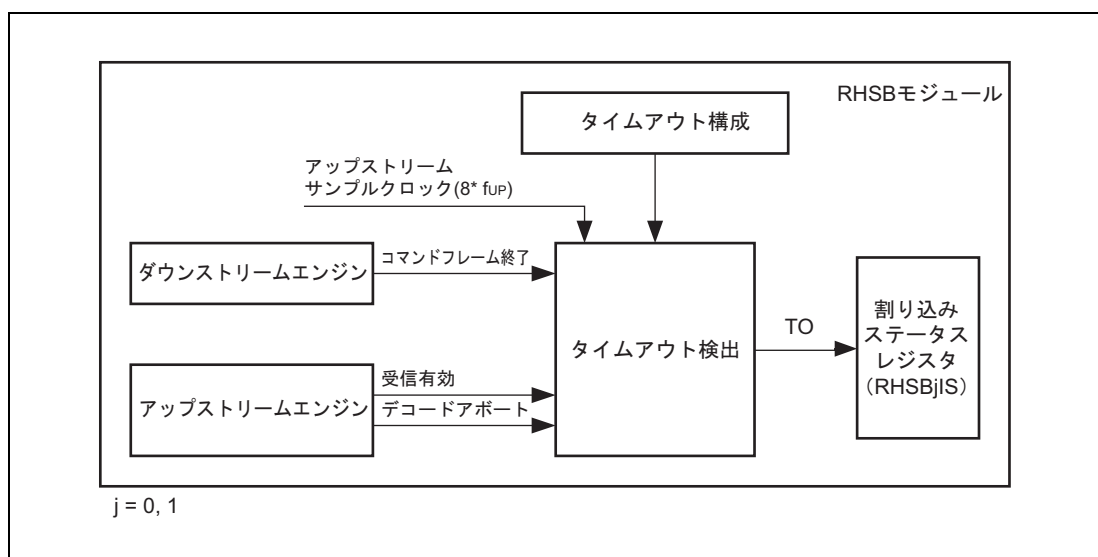 RHSBモジュール
タイムアウト構成
アップストリーム
サンプルクロック(8* fUP)
ダウンストリームエンジン
コマンドフレーム終了
タイムアウト検出
TO
割り込み
ステータス
レジスタ
（RHSBjIS）
アップストリームエンジン
受信有効
デコードアボート
j = 0, 1